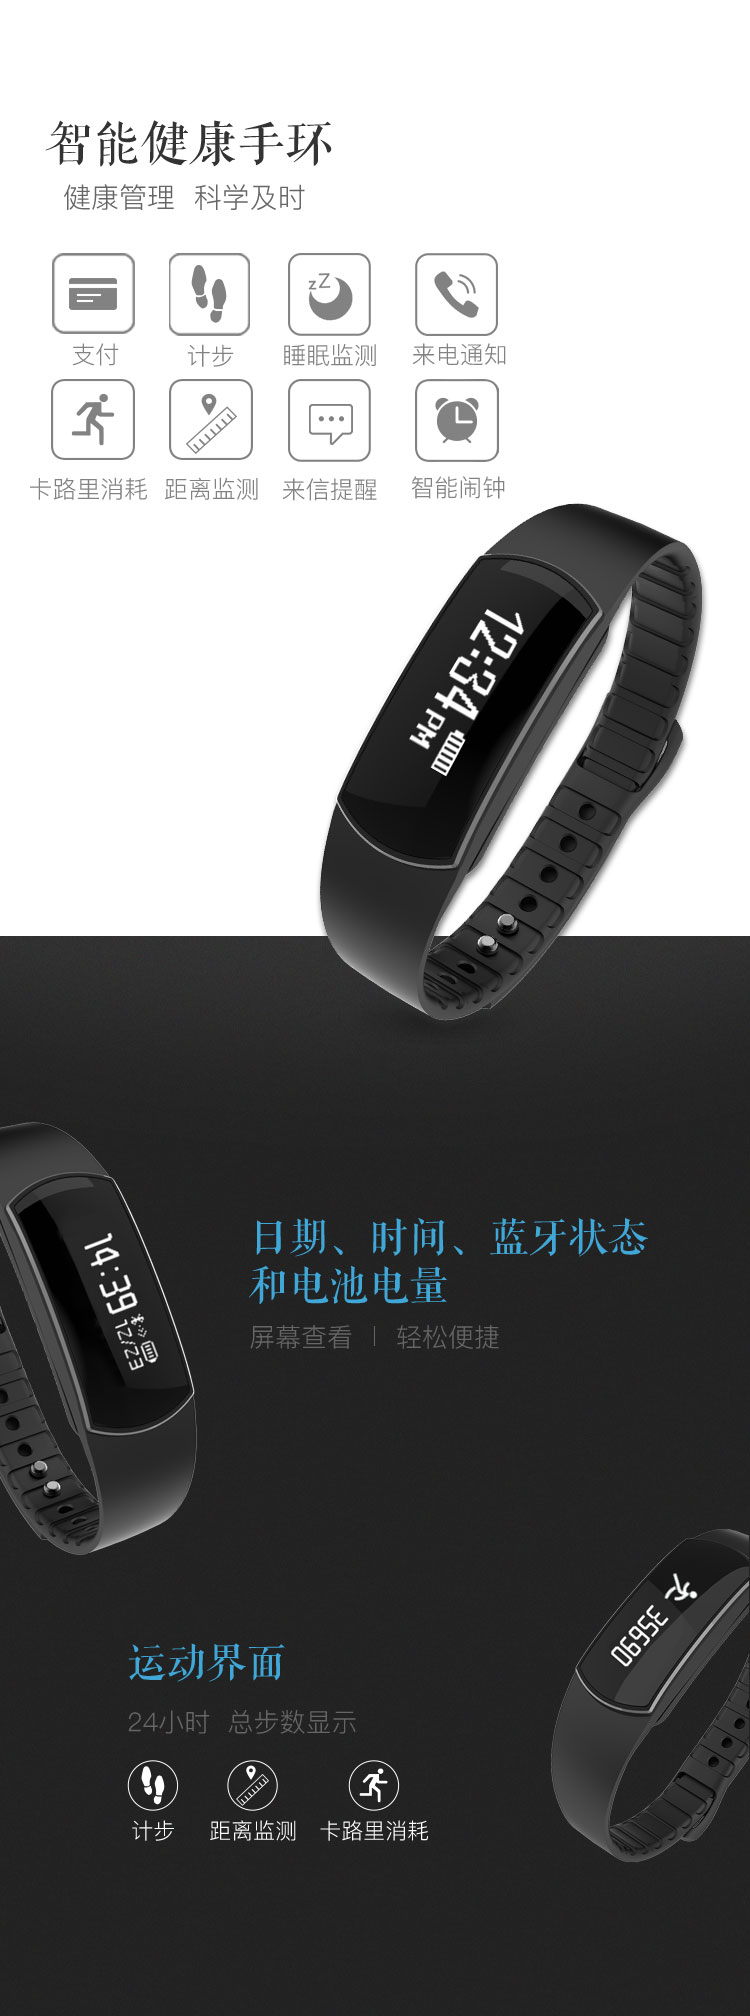 智能健康手环
健康管理 科学及时
zZ
支付 计步 睡眠监测 来电通知
卡路里消耗 距离监测 来信提醒 智能闹钟
12:34
PM
日期、时间、蓝牙状态
和电池电量
屏幕查看 | 轻松便捷
14:39
35690
运动界面
24小时 总步数显示
计步 距离监测 卡路里消耗